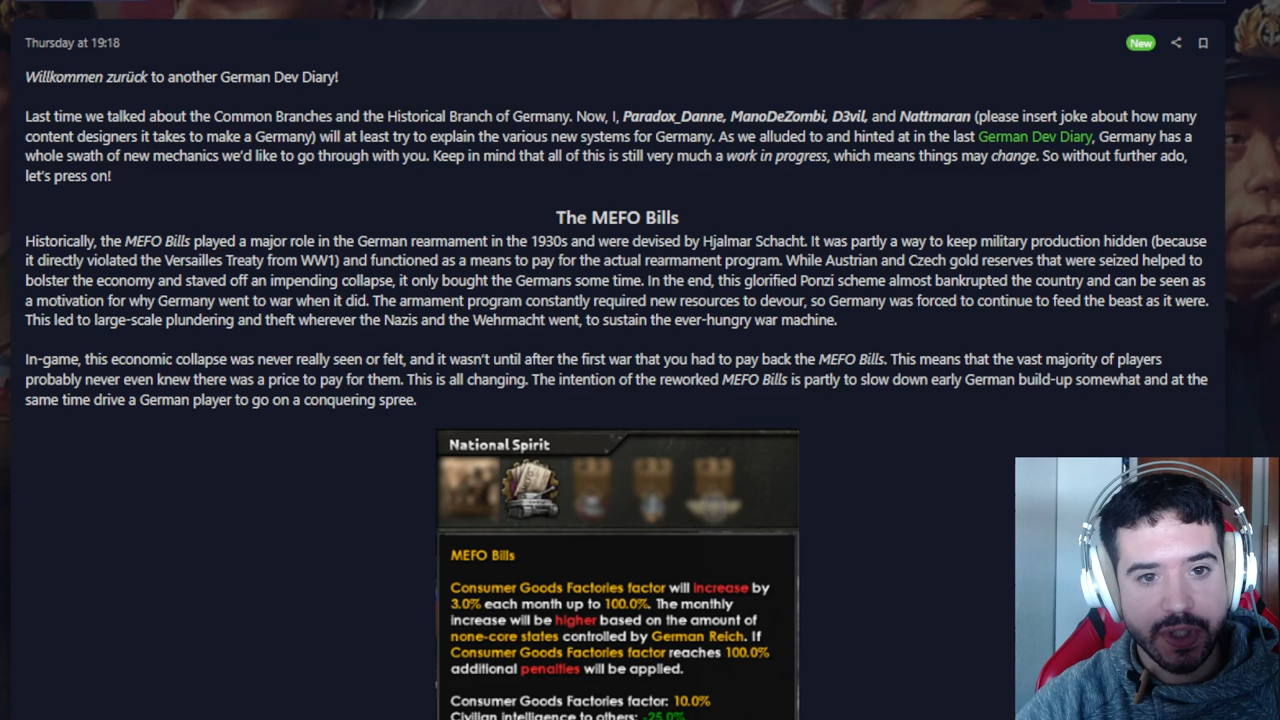 Thursday at 19:18
New
Willkommen zurück to another German Dev Diary!
Last time we talked about the Common Branches and the Historical Branch of Germany. Now, I, Paradox_Danne, ManoDeZombi, D3vil, and Nattmaran (please insert joke about how many
content designers it takes to make a Germany) will at least try to explain the various new systems for Germany. As we alluded to and hinted at in the last German Dev Diary, Germany has a
whole swath of new mechanics we'd like to go through with you. Keep in mind that all of this is still very much a work in progress, which means things may change. So without further ado,
let's press on!
The MEFO Bills
Historically, the MEFO Bills played a major role in the German rearmament in the 1930s and were devised by Hjalmar Schacht. It was partly a way to keep military production hidden (because
it directly violated the Versailles Treaty from WW1) and functioned as a means to pay for the actual rearmament program. While Austrian and Czech gold reserves that were seized helped to
bolster the economy and staved off an impending collapse, it only bought the Germans some time. In the end, this glorified Ponzi scheme almost bankrupted the country and can be seen as
a motivation for why Germany went to war when it did. The armament program constantly required new resources to devour, so Germany was forced to continue to feed the beast as it were.
This led to large-scale plundering and theft wherever the Nazis and the Wehrmacht went, to sustain the ever-hungry war machine.
In-game, this economic collapse was never really seen or felt, and it wasn't until after the first war that you had to pay back the MEFO Bills. This means that the vast majority of players
probably never even knew there was a price to pay for them. This is all changing. The intention of the reworked MEFO Bills is partly to slow down early German build-up somewhat and at the
same time drive a German player to go on a conquering spree.
National Spirit
MEFO Bills
Consumer Goods Factories factor will increase by
3.0% each month up to 100.0%. The monthly
increase will be higher based on the amount of
none-core states controlled by German Reich. If
Consumer Goods Factories factor reaches 100.0%
additional penalties will be applied.
Consumer Goods Factories factor: 10.0%
Civilian intelligence to others: -25.0%